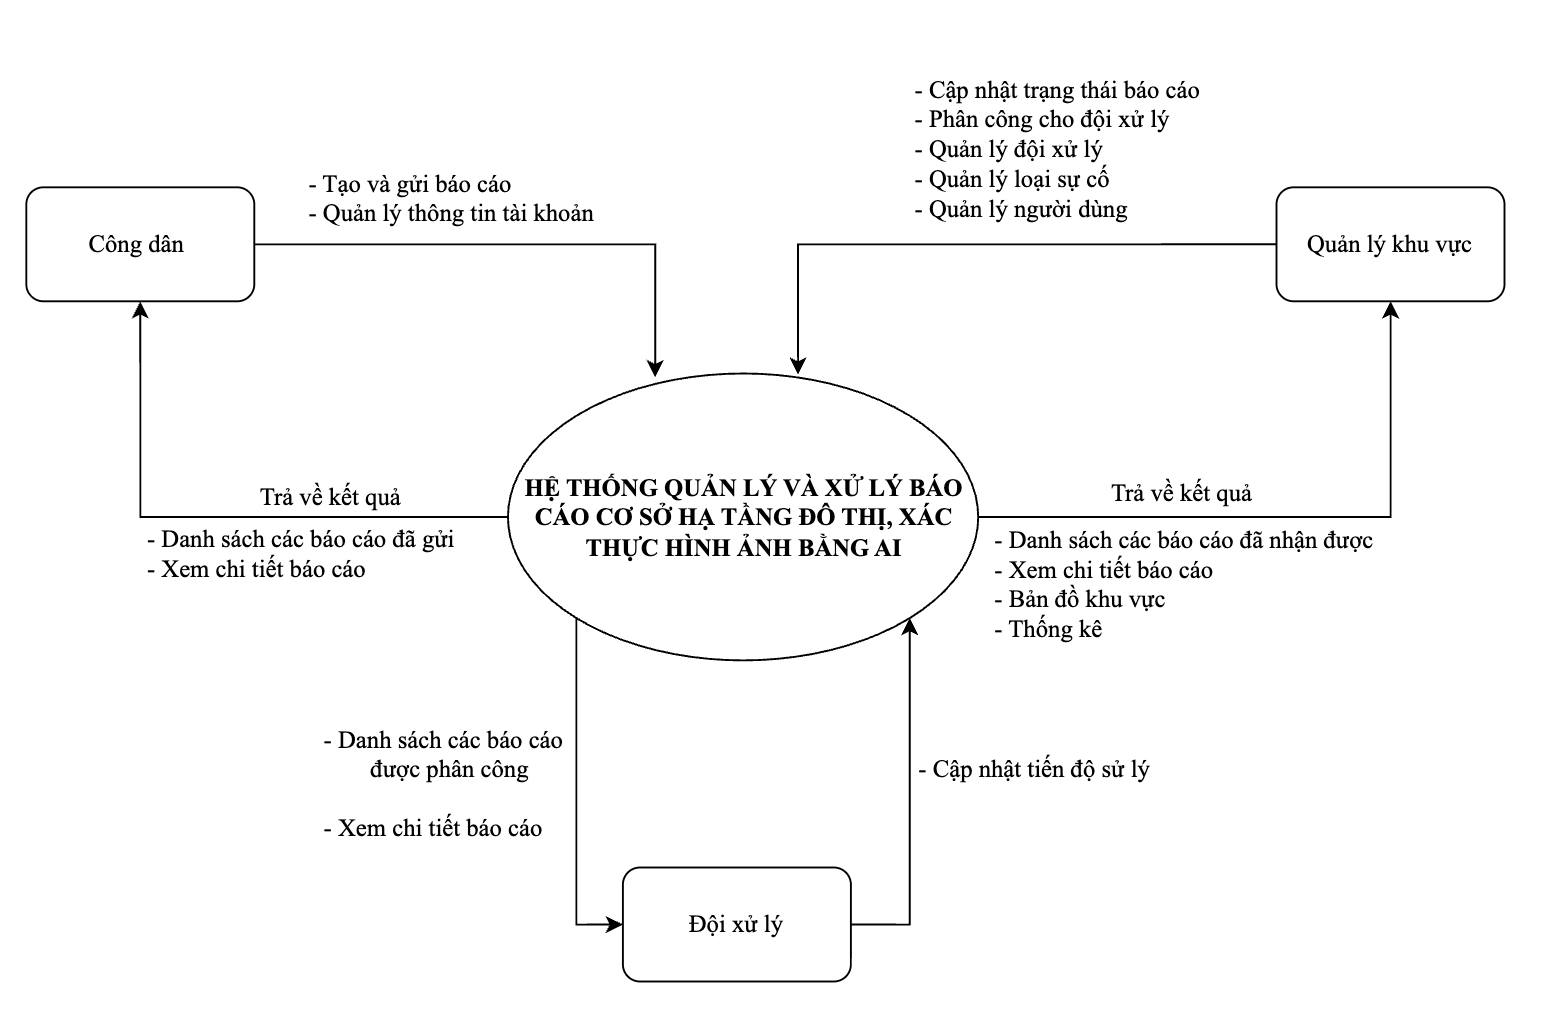 - Cập nhật trạng thái báo cáo
- Phân công cho đội xử lý
- Quản lý đội xử lý
- Quản lý loại sự cố
- Quản lý người dùng
- Tạo và gửi báo cáo
- Quản lý thông tin tài khoản
Công dân
Quản lý khu vực
Trả về kết quả
- Danh sách các báo cáo đã gửi
- Xem chi tiết báo cáo
HỆ THỐNG QUẢN LÝ VÀ XỬ LÝ BÁO
CÁO CƠ SỞ HẠ TẦNG ĐÔ THỊ, XÁC
THỰC HÌNH ẢNH BẰNG AI
Trả về kết quả
- Danh sách các báo cáo đã nhận được
- Xem chi tiết báo cáo
- Bản đồ khu vực
- Thống kê
- Danh sách các báo cáo
được phân công
- Xem chi tiết báo cáo
- Cập nhật tiến độ sử lý
Đội xử lý